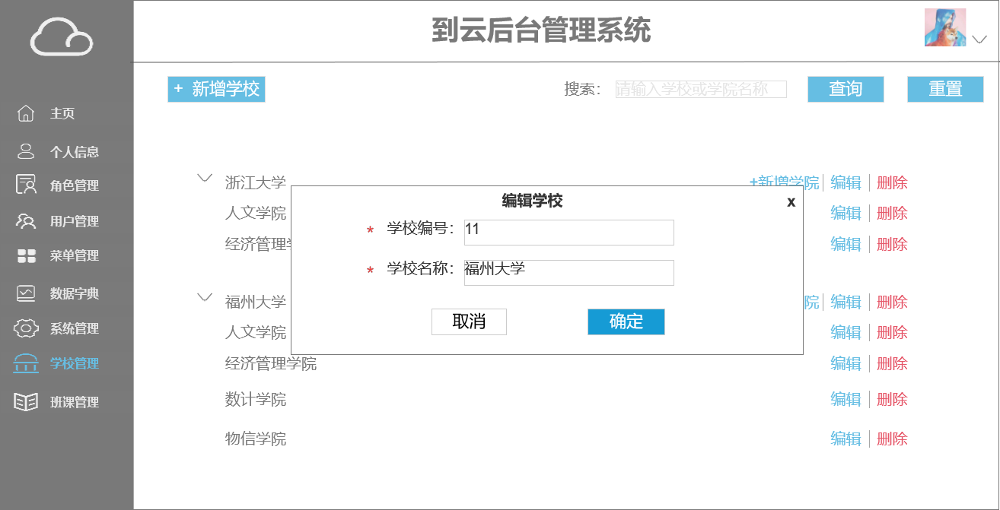 到云后台管理系统
+ 新增学校
搜索：
请输入学校或学院名称
查询
重置
主页
个人信息
角色管理
用户管理
菜单管理
数据字典
系统管理
学校管理
班课管理
浙江大学
+新增学院
编辑
删除
人文学院
编辑
删除
经济管理学
编辑
删除
福州大学
院
编辑
删除
人文学院
编辑
删除
经济管理学院
编辑
删除
数计学院
编辑
删除
物信学院
编辑
删除
编辑学校
x
* 学校编号：
11
* 学校名称：
福州大学
取消
确定